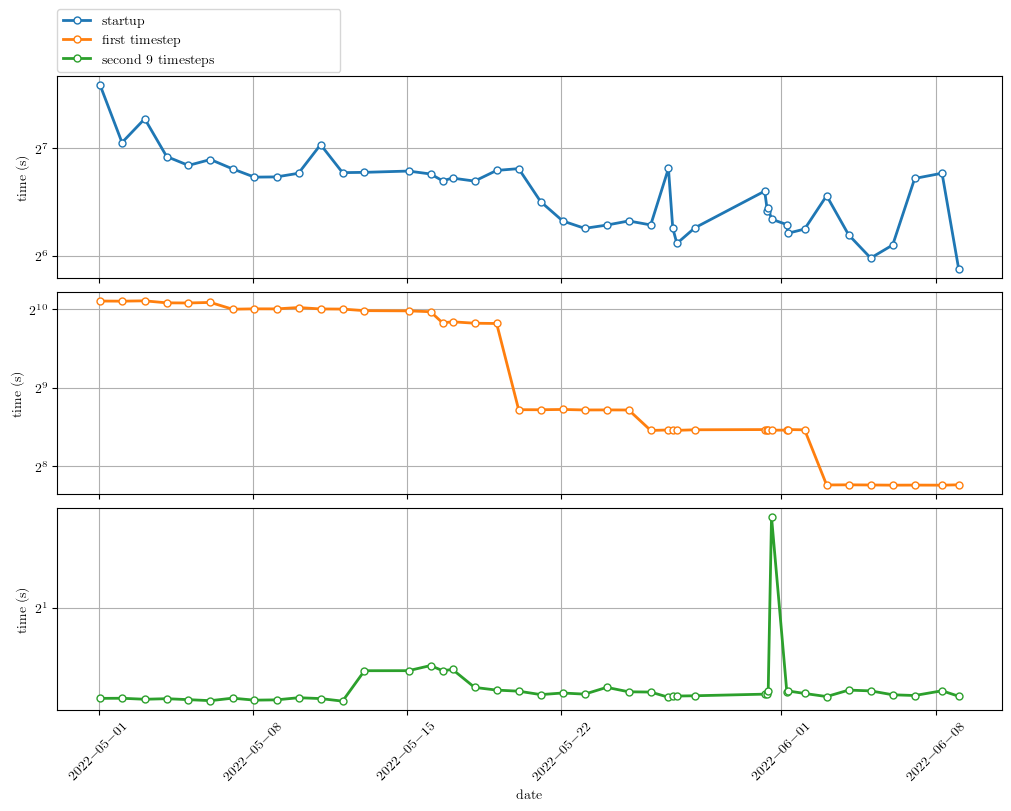 startup
first timestep
second 9 timesteps
time (s)
2^7
2^6
time (s)
2^10
2^9
2^8
time (s)
2^1
2022−05−01
2022−05−08
2022−05−15
2022−05−22
2022−06−01
2022−06−08
date